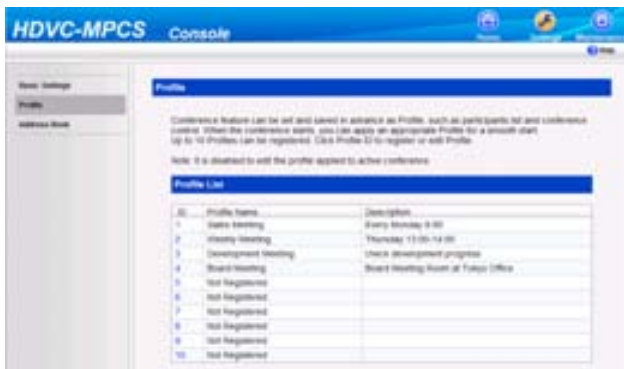 HDVC-MPCS Console
Home Settings Maintenance
Help
Basic Settings
Profile
Address Book
Profile
Conference feature can be set and saved in advance as Profile, such as participants list and conference
control. When the conference starts, you can apply an appropriate Profile for a smooth start.
Up to 10 Profiles can be registered. Click Profile ID to register or edit Profile.
Note: It is disabled to edit the profile applied to active conference.
Profile List
ID Profile Name Description
1 Sales Meeting Every Monday 9:00
2 Weekly Meeting Thursday 13:00-14:00
3 Development Meeting check development progress
4 Board Meeting Board Meeting Room at Tokyo Office
5 Not Registered
6 Not Registered
7 Not Registered
8 Not Registered
9 Not Registered
10 Not Registered